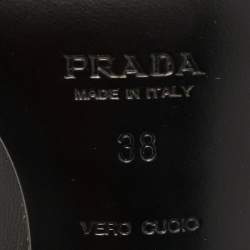 PRADA
MADE IN ITALY
38
VERO CUOIO